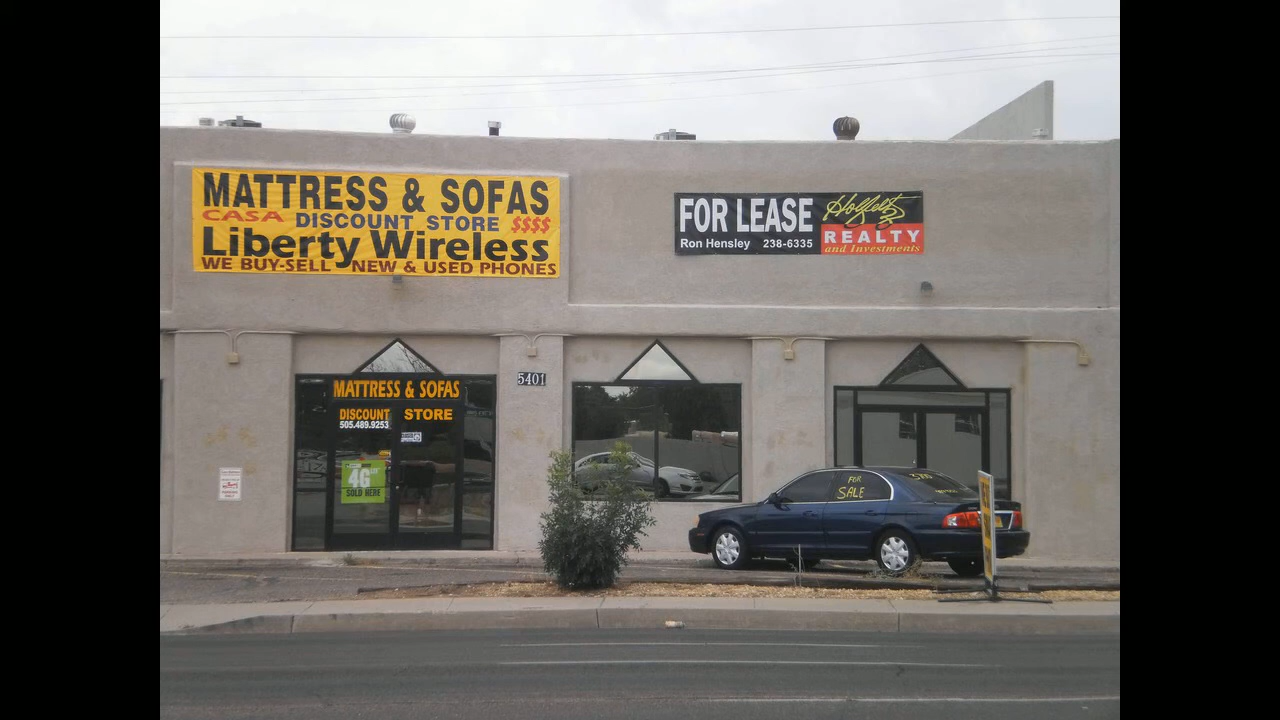 MATTRESS & SOFAS
CASA DISCOUNT STORE $$$$
Liberty Wireless
WE BUY-SELL NEW & USED PHONES
FOR LEASE
Ron Hensley 238-6335
REALTY
and Investments
5401
MATTRESS & SOFAS
DISCOUNT STORE
505.489.9253
4G
SOLD HERE
FOR
SALE